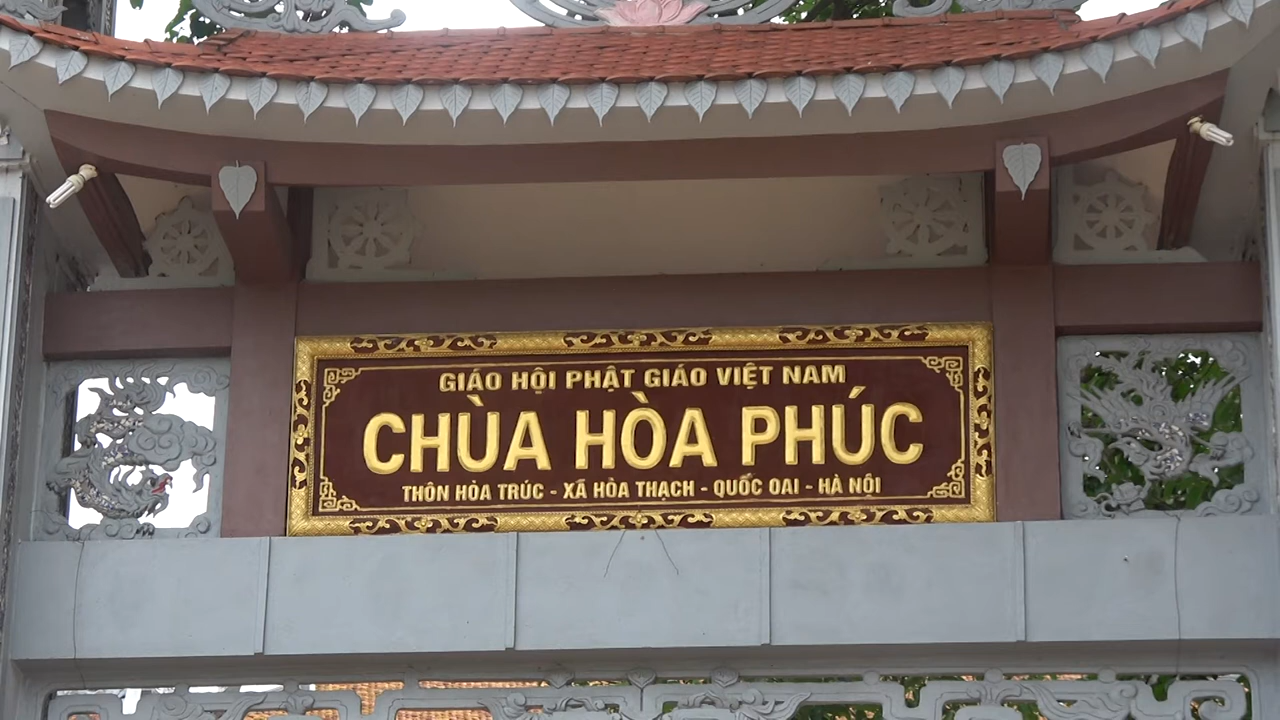 GIÁO HỘI PHẬT GIÁO VIỆT NAM
CHÙA HÒA PHÚC
THÔN HÒA TRÚC - XÃ HÒA THẠCH - QUỐC OAI - HÀ NỘI